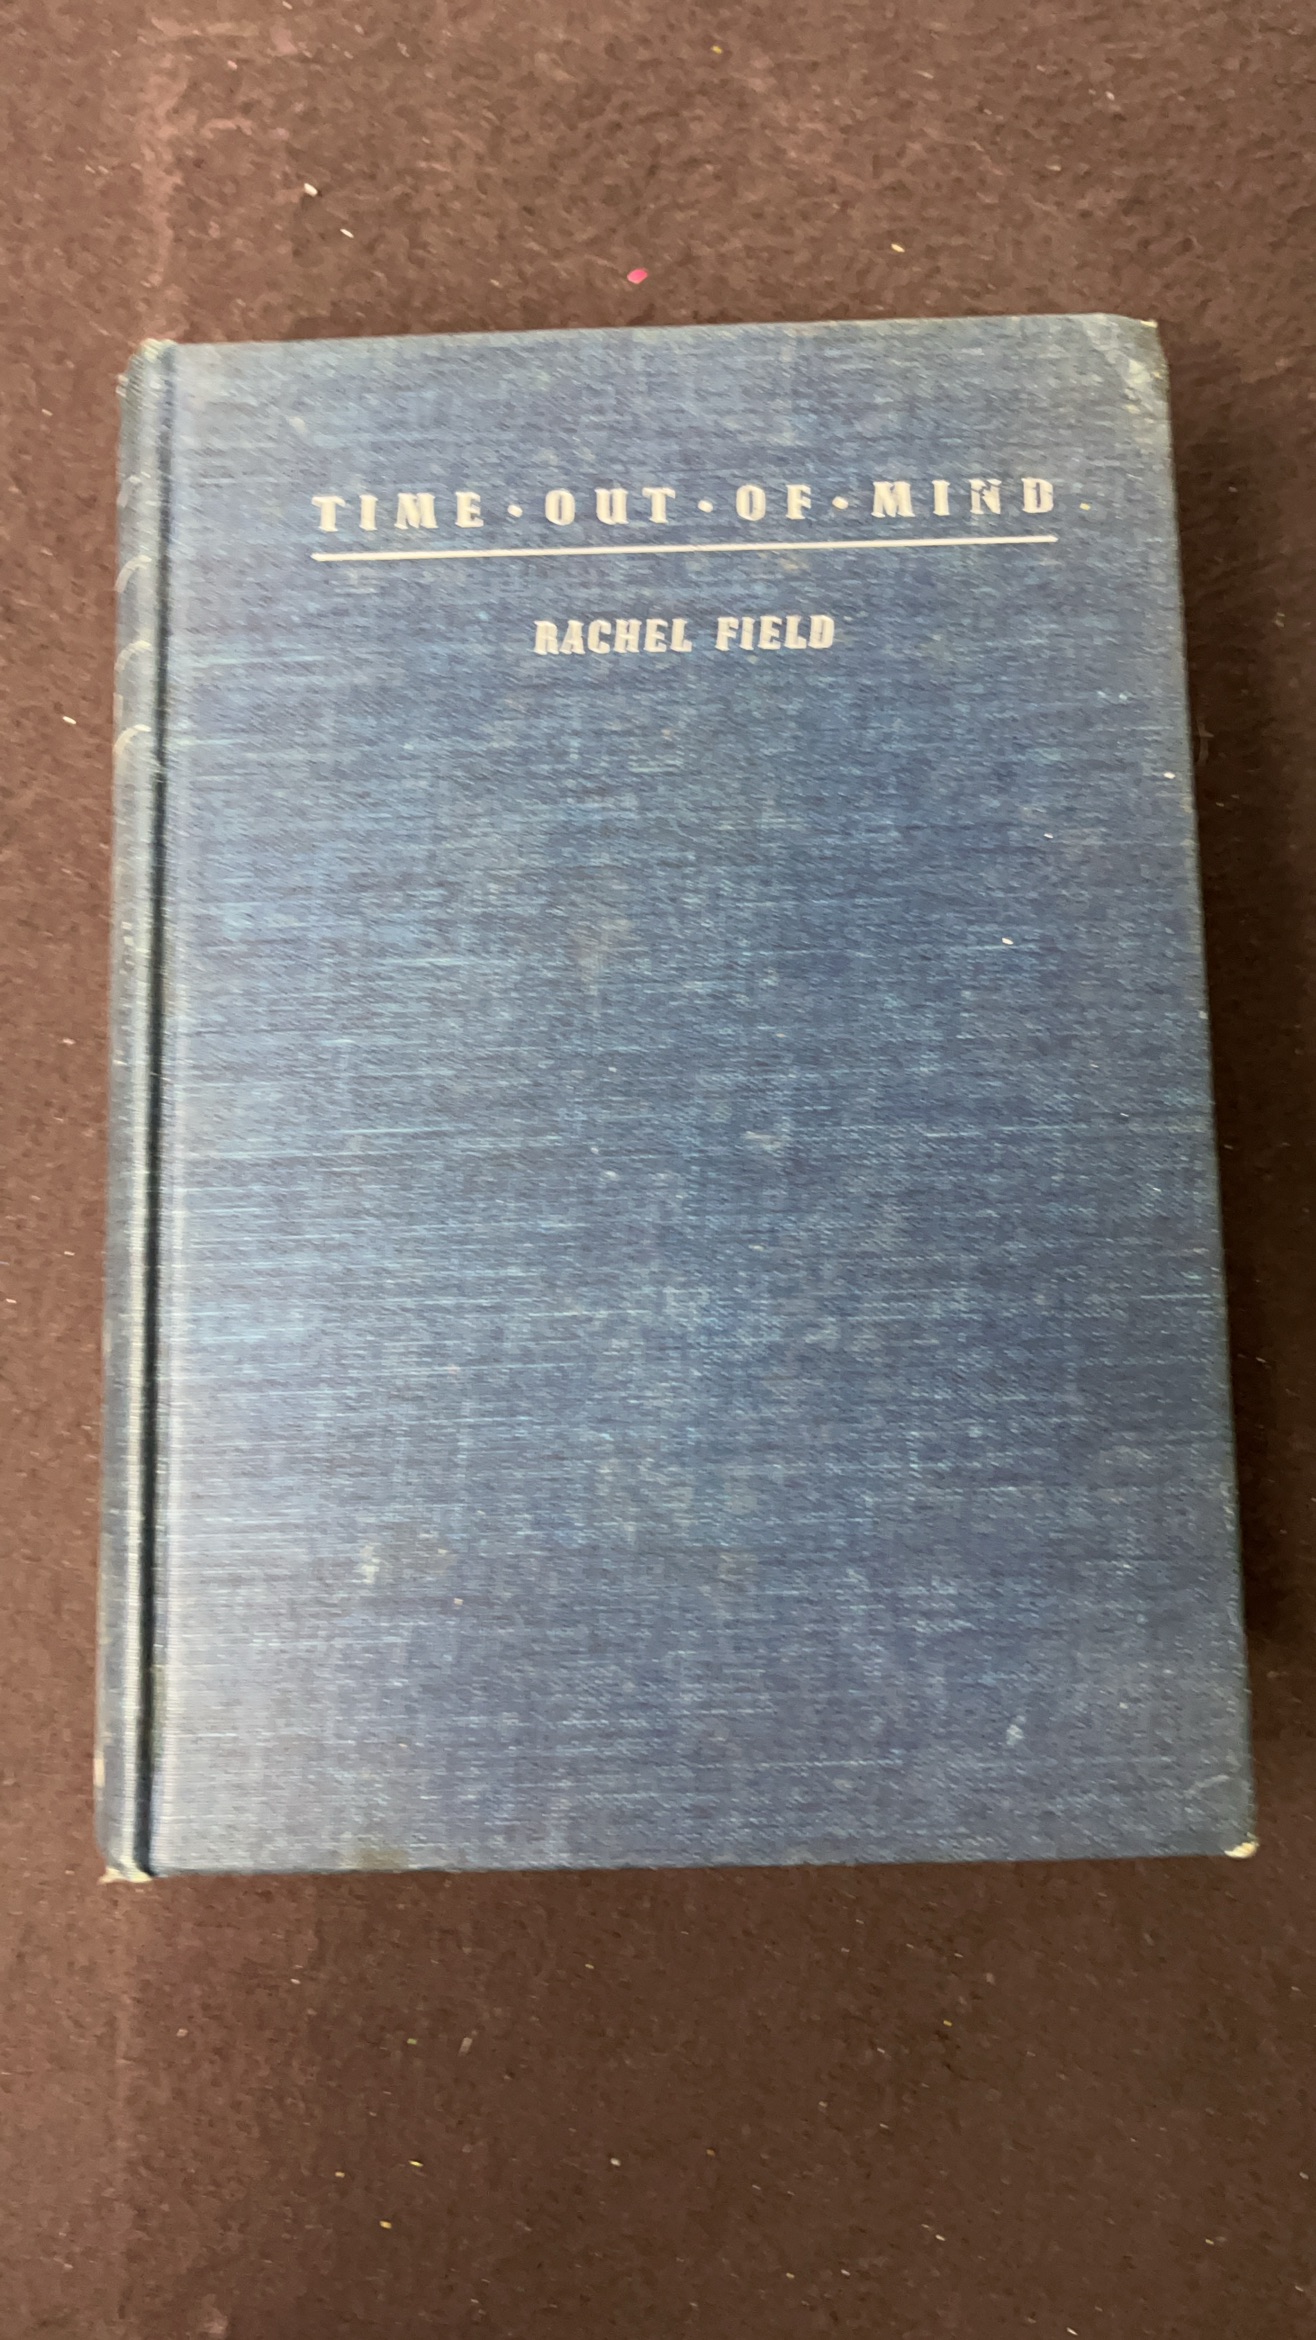 TIME · OUT · OF · MIND
RACHEL FIELD